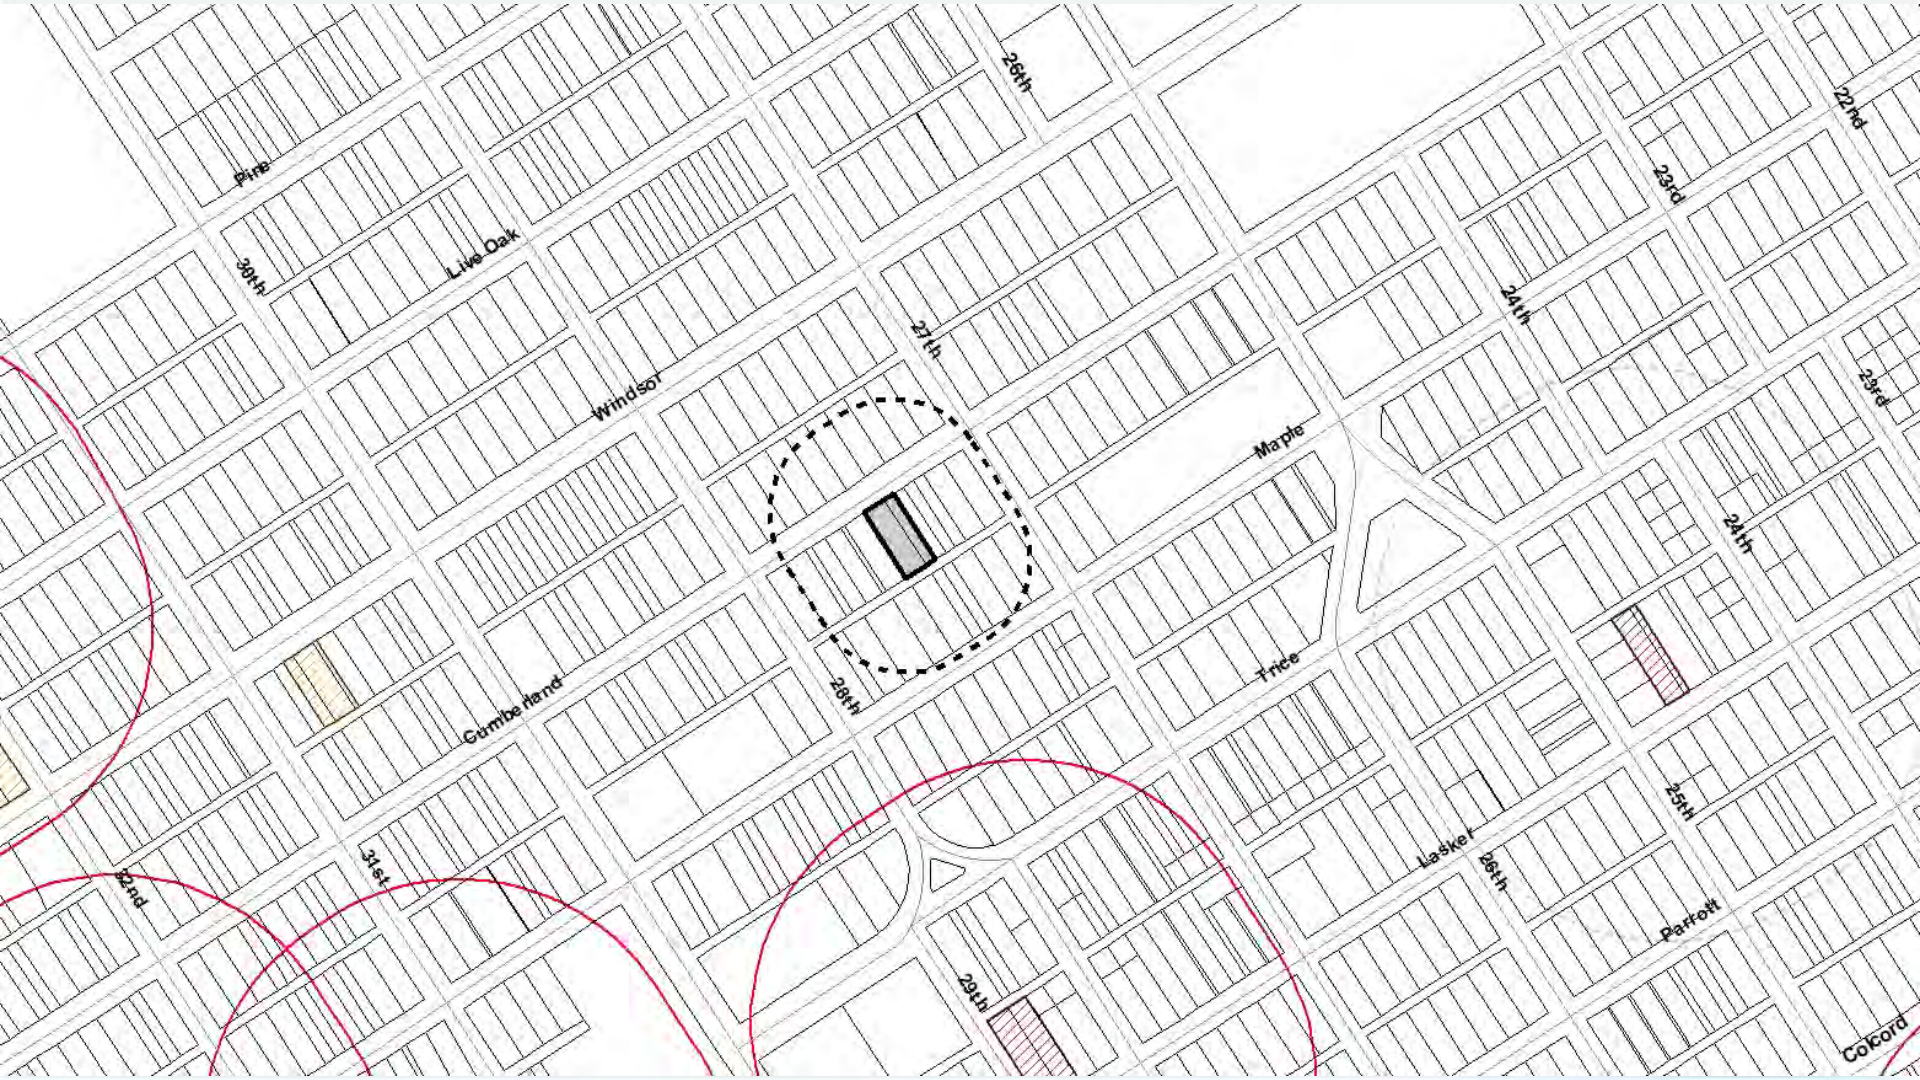 26th
22nd
Pine
23rd
Live Oak
30th
24th
27th
Windsor
23rd
Maple
24th
Trice
28th
Cumberland
25th
Lasker
31st
26th
32nd
Parrott
29th
Colcord